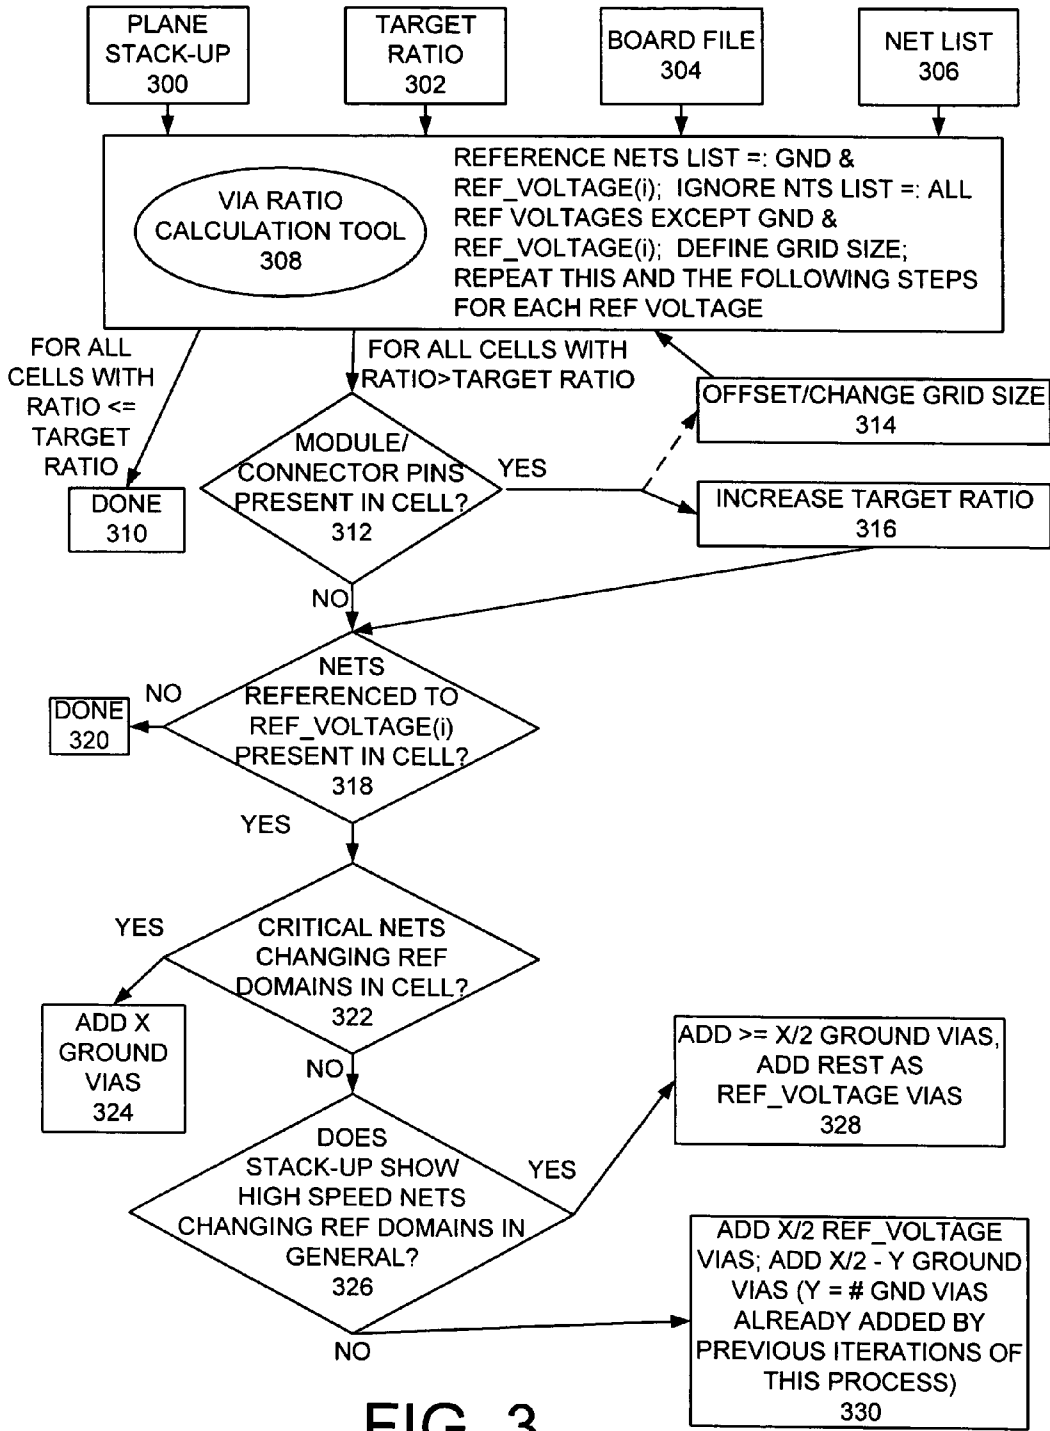 PLANE
STACK-UP
300
TARGET
RATIO
302
BOARD FILE
304
NET LIST
306
VIA RATIO
CALCULATION TOOL
308
REFERENCE NETS LIST =: GND &
REF_VOLTAGE(i); IGNORE NTS LIST =: ALL
REF VOLTAGES EXCEPT GND &
REF_VOLTAGE(i); DEFINE GRID SIZE;
REPEAT THIS AND THE FOLLOWING STEPS
FOR EACH REF VOLTAGE
FOR ALL
CELLS WITH
RATIO <=
TARGET
RATIO
FOR ALL CELLS WITH
RATIO>TARGET RATIO
OFFSET/CHANGE GRID SIZE
314
MODULE/
CONNECTOR PINS
PRESENT IN CELL?
312
YES
DONE
310
INCREASE TARGET RATIO
316
NO
NETS
REFERENCED TO
REF_VOLTAGE(i)
PRESENT IN CELL?
318
NO
DONE
320
YES
CRITICAL NETS
CHANGING REF
DOMAINS IN CELL?
322
YES
ADD X
GROUND
VIAS
324
NO
ADD >= X/2 GROUND VIAS,
ADD REST AS
REF_VOLTAGE VIAS
328
DOES
STACK-UP SHOW
HIGH SPEED NETS
CHANGING REF DOMAINS IN
GENERAL?
326
YES
NO
ADD X/2 REF_VOLTAGE
VIAS; ADD X/2 - Y GROUND
VIAS (Y = # GND VIAS
ALREADY ADDED BY
PREVIOUS ITERATIONS OF
THIS PROCESS)
330
FIG. 3